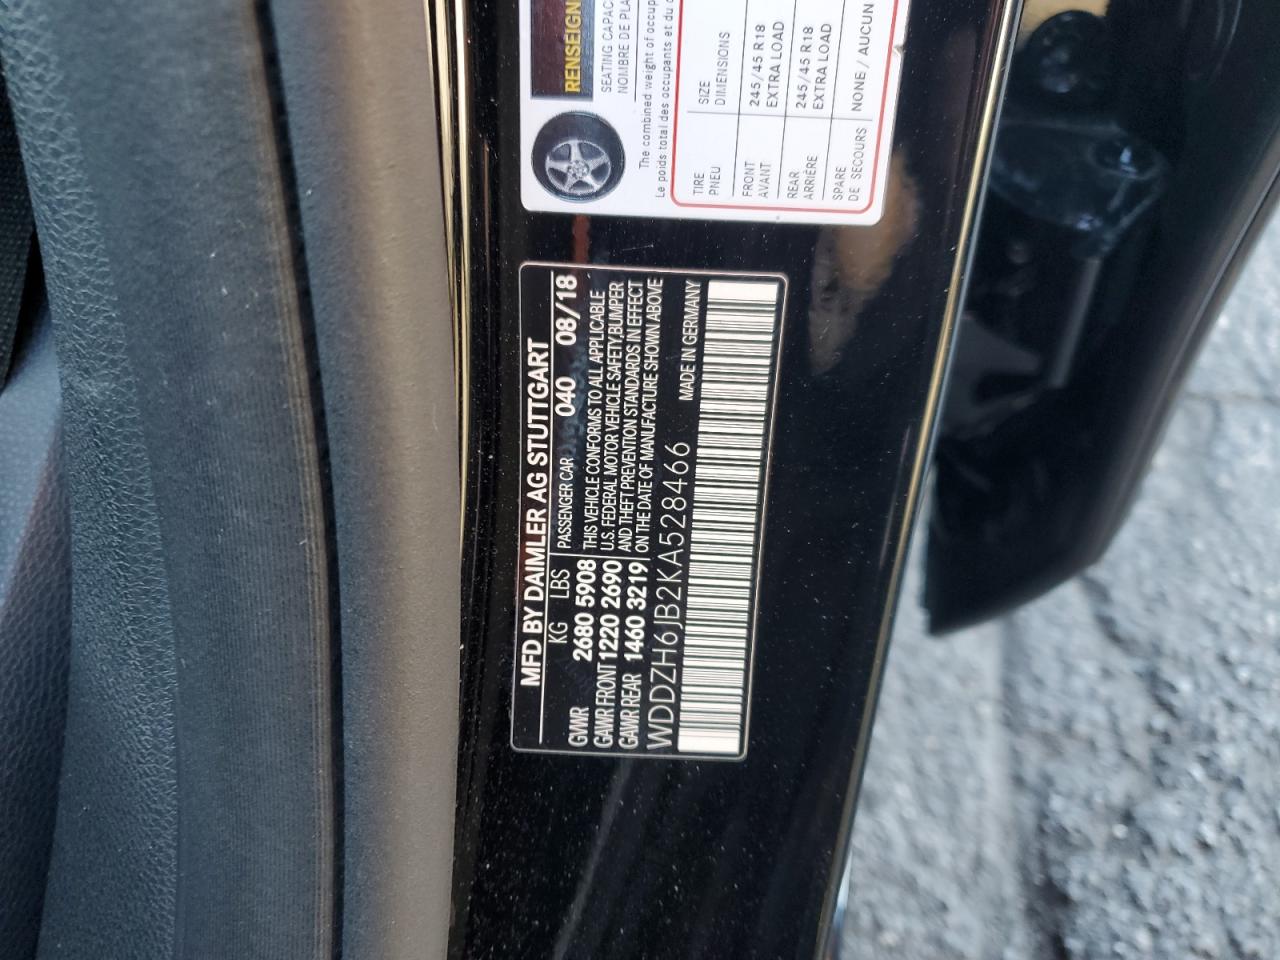 RENSEIGN
SEATING CAPAC
NOMBRE DE PLA
The combined weight of occup
Le poids total des occupants et du c
TIRE SIZE
PNEU DIMENSIONS
FRONT 245/45 R18
AVANT EXTRA LOAD
REAR 245/45 R18
ARRIÈRE EXTRA LOAD
SPARE NONE / AUCUN
DE SECOURS
MFD BY DAIMLER AG STUTTGART
KG LBS PASSENGER CAR 040 08/18
GVWR 2680 5908 THIS VEHICLE CONFORMS TO ALL APPLICABLE
GAWR FRONT 1220 2690 U.S. FEDERAL MOTOR VEHICLE SAFETY,BUMPER
GAWR REAR 1460 3219 AND THEFT PREVENTION STANDARDS IN EFFECT
ON THE DATE OF MANUFACTURE SHOWN ABOVE
WDDZH6JB2KA528466 MADE IN GERMANY